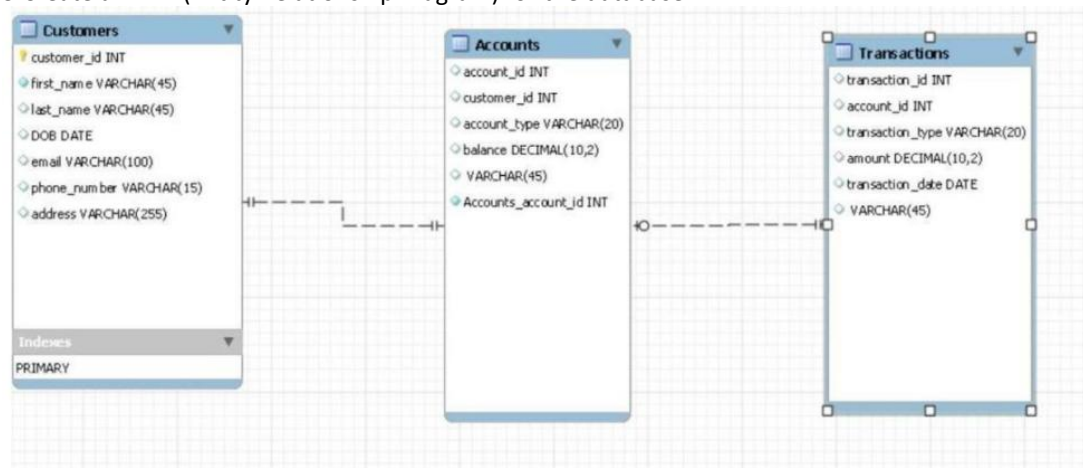 Customers
customer_id INT
first_name VARCHAR(45)
last_name VARCHAR(45)
DOB DATE
email VARCHAR(100)
phone_number VARCHAR(15)
address VARCHAR(255)
Indexes
PRIMARY
Accounts
account_id INT
customer_id INT
account_type VARCHAR(20)
balance DECIMAL(10,2)
VARCHAR(45)
Accounts_account_id INT
Transactions
transaction_id INT
account_id INT
transaction_type VARCHAR(20)
amount DECIMAL(10,2)
transaction_date DATE
VARCHAR(45)